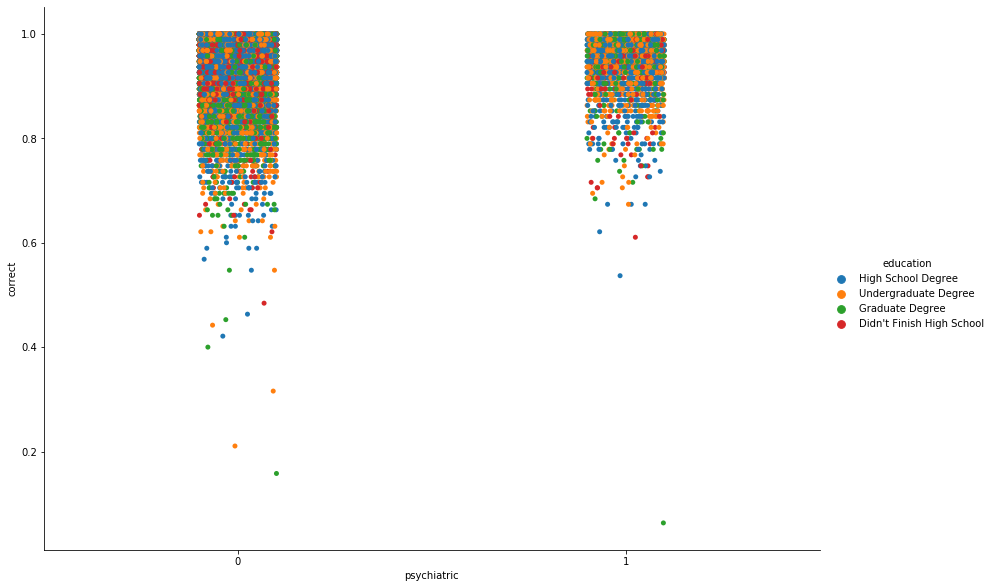 1.0
0.8
0.6
0.4
0.2
correct
0
1
psychiatric
education
High School Degree
Undergraduate Degree
Graduate Degree
Didn't Finish High School